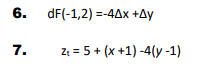 6. dF(-1,2) =-4Δx +Δy
7. zₜ = 5 + (x +1) -4(y -1)